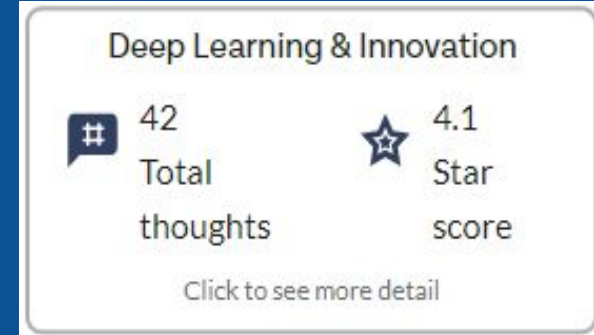 Deep Learning & Innovation
42
Total
thoughts
4.1
Star
score
Click to see more detail